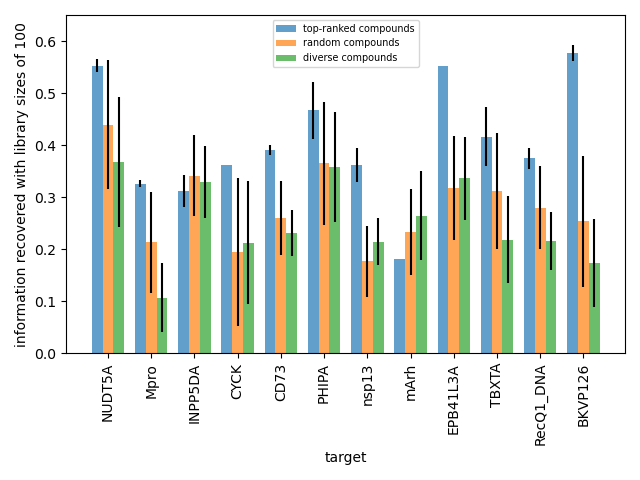 top-ranked compounds
random compounds
diverse compounds
information recovered with library sizes of 100
0.6
0.5
0.4
0.3
0.2
0.1
0.0
NUDT5A
Mpro
INPP5DA
CYCK
CD73
PHIPA
nsp13
mArh
EPB41L3A
TBXTA
RecQ1_DNA
BKVP126
target